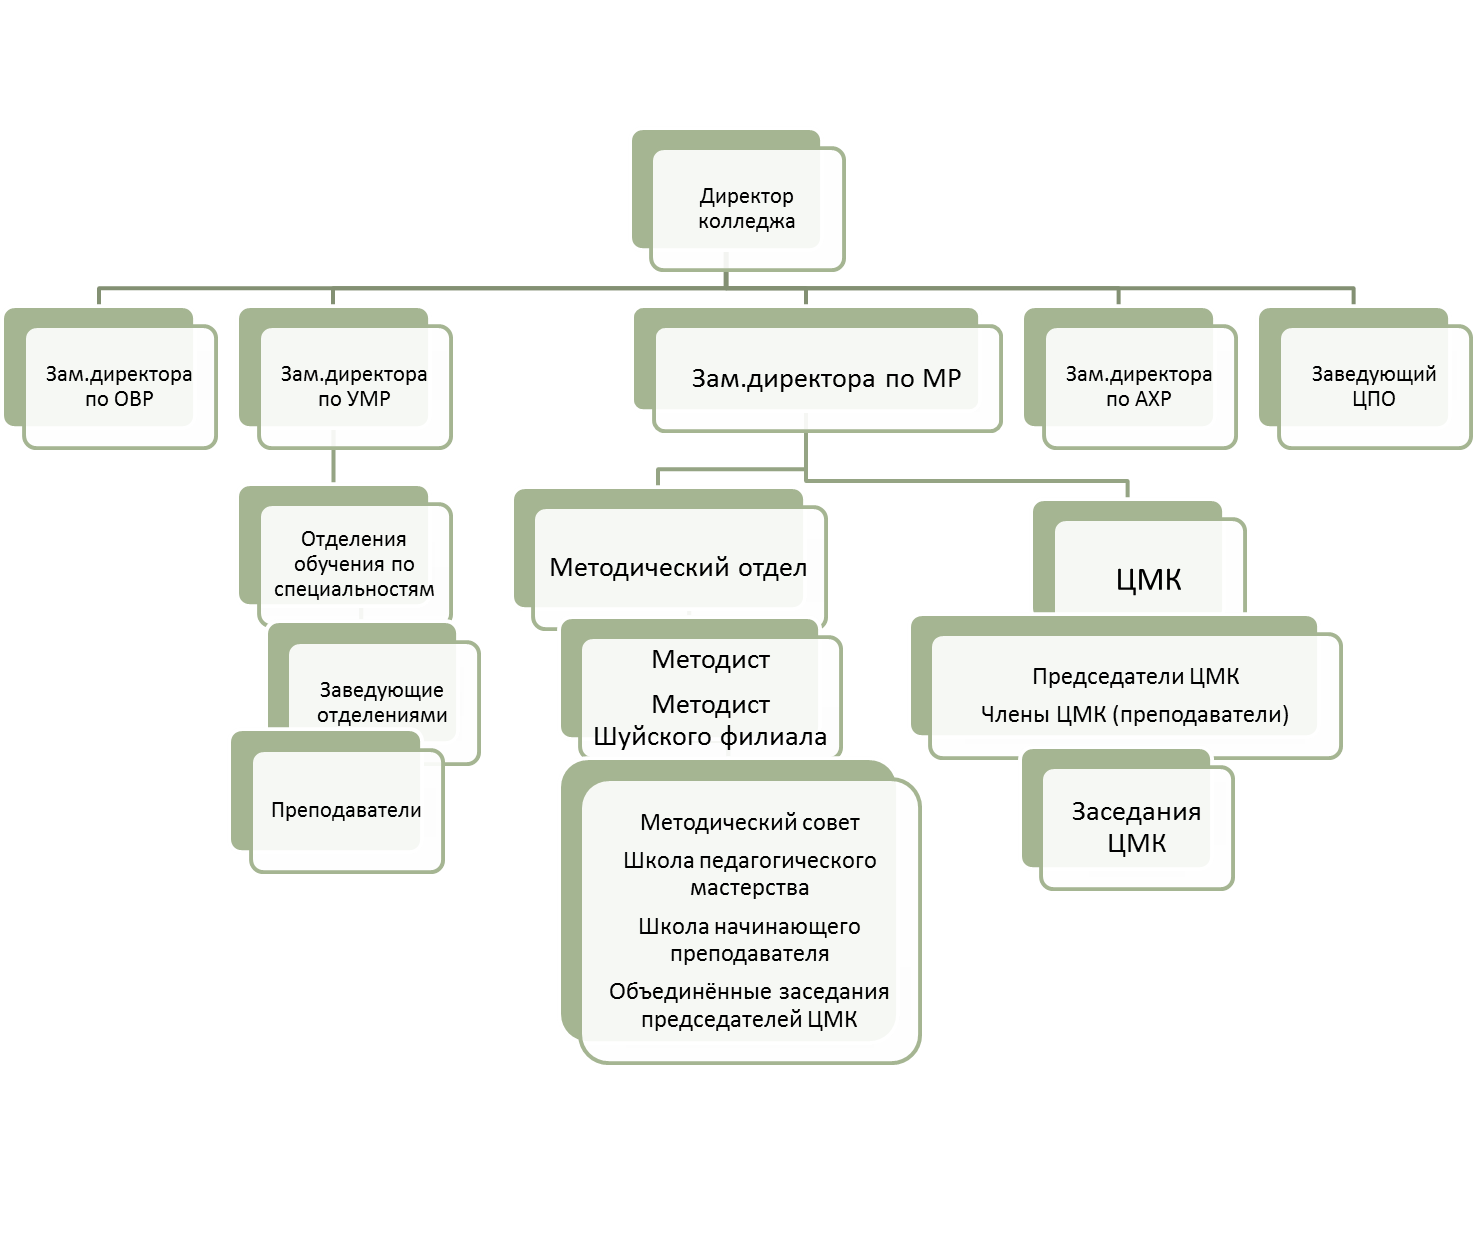 Директор
колледжа
Зам.директора
по ОВР
Зам.директора
по УМР
Зам.директора по МР
Зам.директора
по АХР
Заведующий
ЦПО
Отделения
обучения по
специальностям
Заведующие
отделениями
Преподаватели
Методический отдел
Методист
Методист
Шуйского филиала
Методический совет
Школа педагогического
мастерства
Школа начинающего
преподавателя
Объединённые заседания
председателей ЦМК
ЦМК
Председатели ЦМК
Члены ЦМК (преподаватели)
Заседания
ЦМК